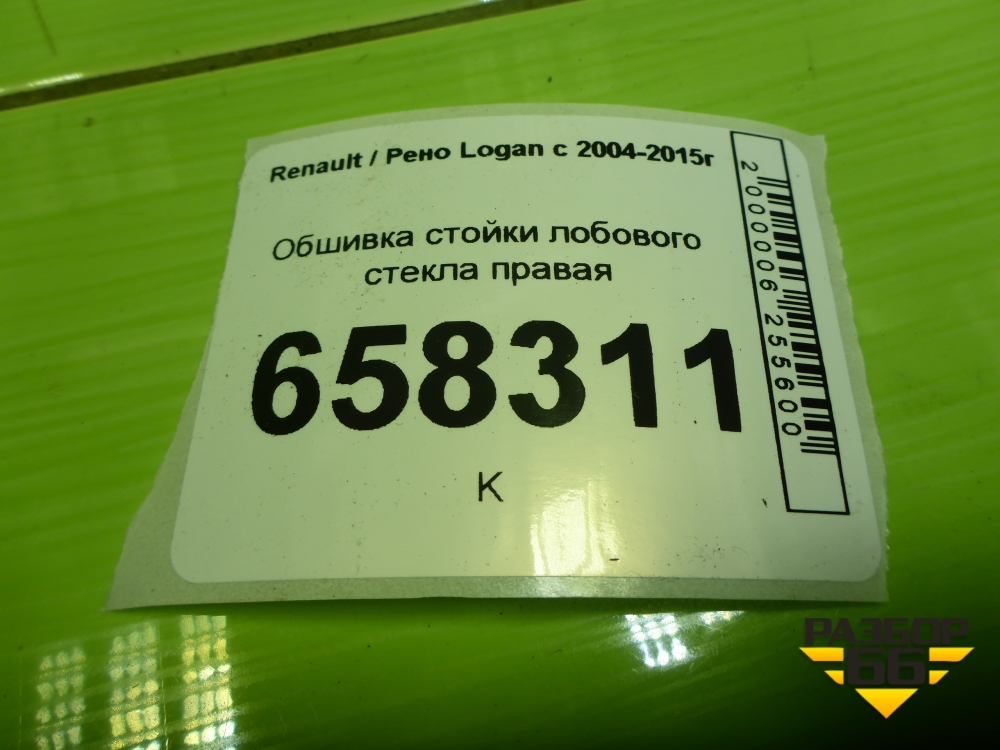 Renault / Рено Logan с 2004-2015г
Обшивка стойки лобового
стекла правая
658311
К
2000006255600
РАЗБОР
66